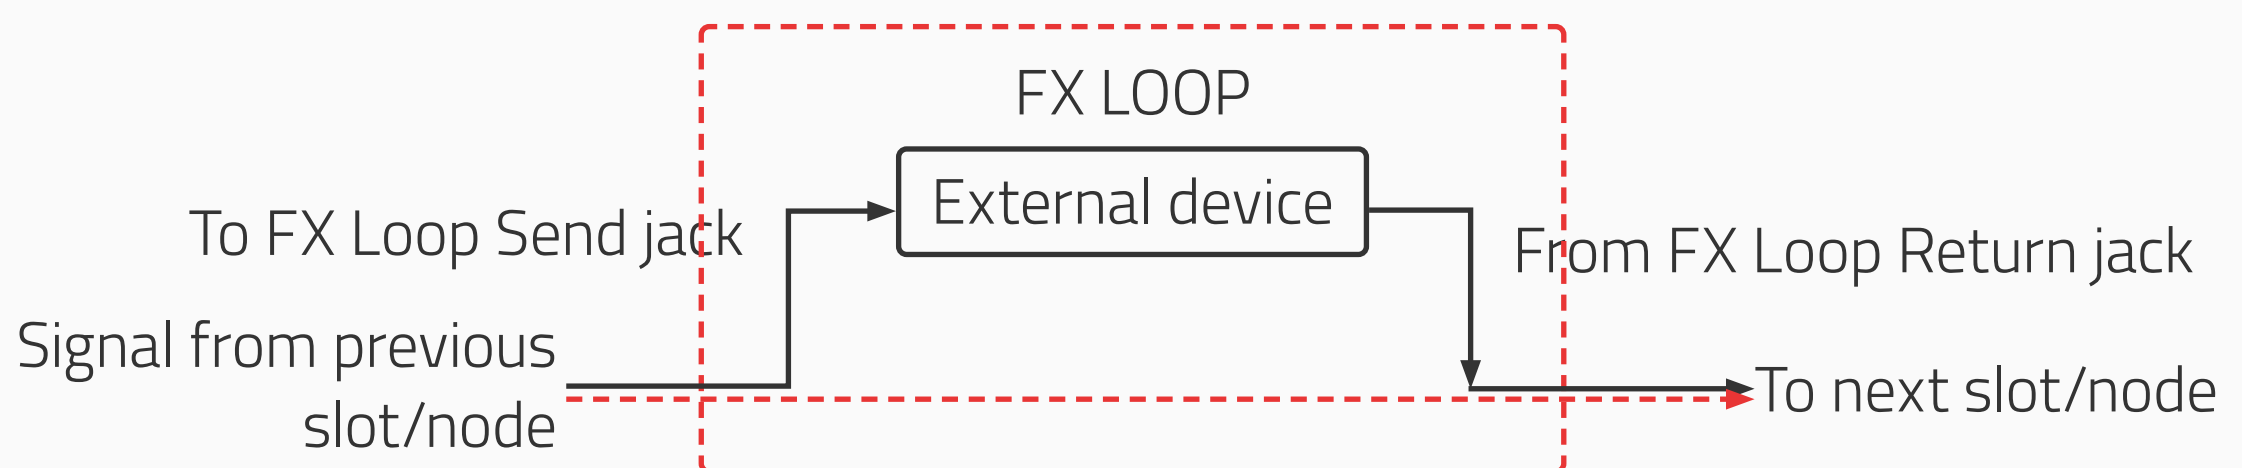 FX LOOP
External device
To FX Loop Send jack
From FX Loop Return jack
Signal from previous
slot/node
To next slot/node